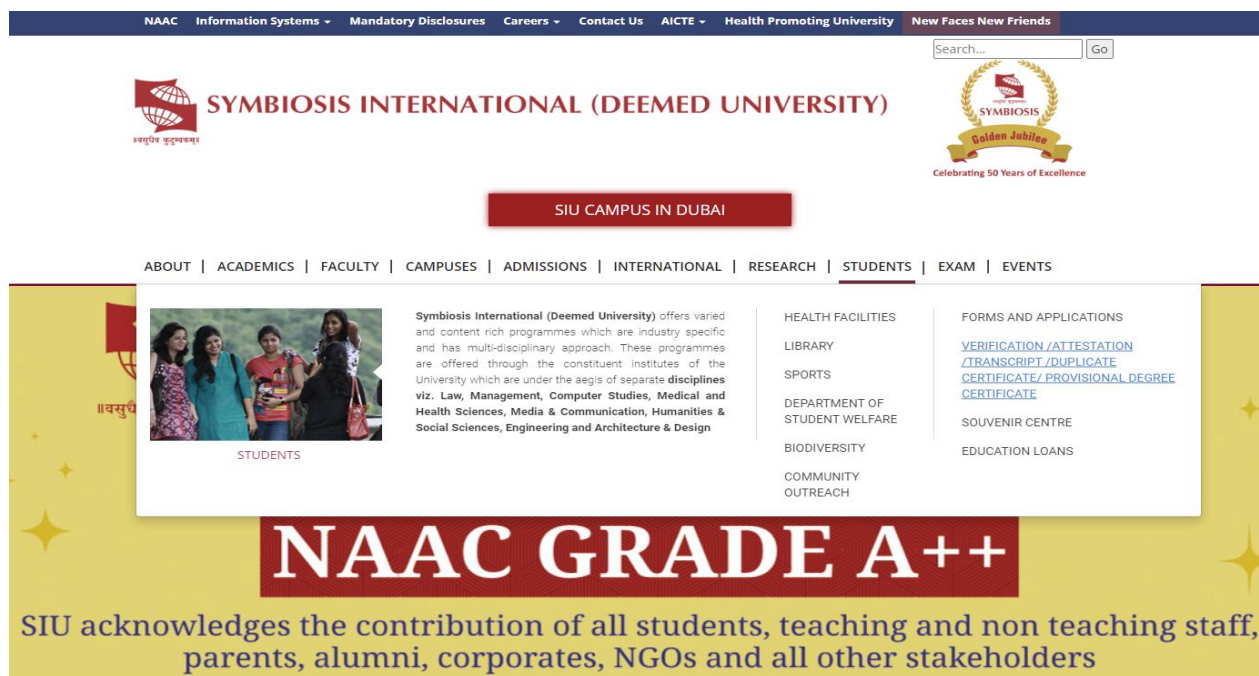 NAAC Information Systems Mandatory Disclosures Careers Contact Us AICTE Health Promoting University New Faces New Friends
Search... Go
SYMBIOSIS INTERNATIONAL (DEEMED UNIVERSITY)
॥वसुधैव कुटुम्बकम्॥
SYMBIOSIS
Golden Jubilee
Celebrating 50 Years of Excellence
SIU CAMPUS IN DUBAI
ABOUT | ACADEMICS | FACULTY | CAMPUSES | ADMISSIONS | INTERNATIONAL | RESEARCH | STUDENTS | EXAM | EVENTS
STUDENTS
Symbiosis International (Deemed University) offers varied
and content rich programmes which are industry specific
and has multi-disciplinary approach. These programmes
are offered through the constituent institutes of the
University which are under the aegis of separate disciplines
viz. Law, Management, Computer Studies, Medical and
Health Sciences, Media & Communication, Humanities &
Social Sciences, Engineering and Architecture & Design
HEALTH FACILITIES
LIBRARY
SPORTS
DEPARTMENT OF
STUDENT WELFARE
BIODIVERSITY
COMMUNITY
OUTREACH
FORMS AND APPLICATIONS
VERIFICATION /ATTESTATION
/TRANSCRIPT /DUPLICATE
CERTIFICATE/ PROVISIONAL DEGREE
CERTIFICATE
SOUVENIR CENTRE
EDUCATION LOANS
NAAC GRADE A++
SIU acknowledges the contribution of all students, teaching and non teaching staff,
parents, alumni, corporates, NGOs and all other stakeholders